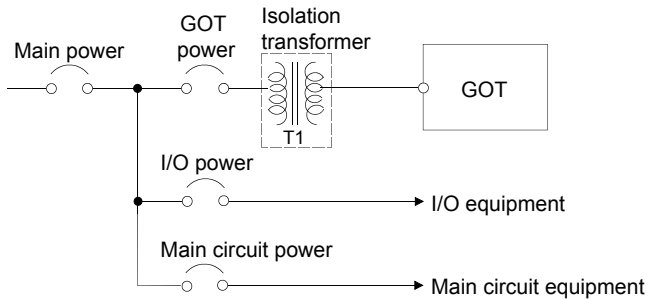 Main power
GOT
power
Isolation
transformer
T1
GOT
I/O power
I/O equipment
Main circuit power
Main circuit equipment